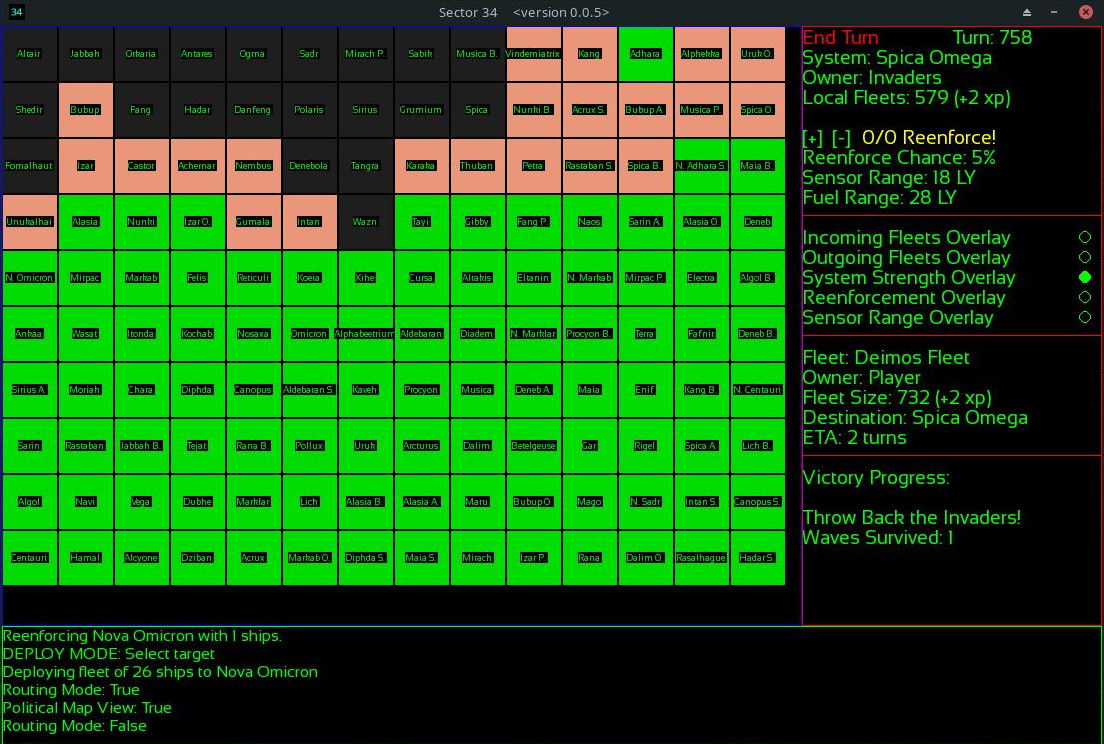 34
Sector 34 <version 0.0.5>
Altair Jabbah Orkaria Antares Ogma Sadr Mirach P. Sabik Musica B. Vindemiatrix Kang Adhara Alphekka Uruk O.
Shedir Bubup Fang Hadar Danfeng Polaris Sirius Grumium Spica Nunki B. Acrux S. Bubup A. Musica P. Spica O.
Fomalhaut Izar Castor Achernar Nembus Denebola Tangra Karaka Thuban Petra Rastaban S. Spica B. N. Adhara S. Maia B.
Unukalhai Alasia Nunki Izar O. Gumala Intan Wazn Tayi Gibby Fang P. Naos Sarin A. Alasia O. Deneb
N. Omicron Mirpac Markab Felis Reticuli Koeia Xihe Cursa Alrakis Eltanin N. Markab Mirpac P. Electra Algol B.
Ankaa Wasat Itonda Kochab Nosaxa Omicron Alphabeetrium Aldebaran Diadem N. Marklar Procyon B. Terra Fafnir Deneb B.
Sirius A. Moriah Chara Diphda Canopus Aldebaran S. Kaveh Procyon Musica Deneb A. Maia Enif Kang B. N. Centauri
Sarin Rastaban Jabbah B. Tejat Rana B. Pollux Uruk Arcturus Dalim Betelgeuse Gar Rigel Spica A. Lich B.
Algol Navi Vega Dubhe Marklar Lich Alasia B. Alasia A. Maru Bubup O. Mago N. Sadr Intan S. Canopus S.
Centauri Hamal Alcyone Dziban Acrux Markab O. Diphda S. Maia S. Mirach Izar P. Rana Dalim O. Rasalhague Hadar S.
End Turn Turn: 758
System: Spica Omega
Owner: Invaders
Local Fleets: 579 (+2 xp)
[+] [-] 0/0 Reenforce!
Reenforce Chance: 5%
Sensor Range: 18 LY
Fuel Range: 28 LY
Incoming Fleets Overlay
Outgoing Fleets Overlay
System Strength Overlay
Reenforcement Overlay
Sensor Range Overlay
Fleet: Deimos Fleet
Owner: Player
Fleet Size: 732 (+2 xp)
Destination: Spica Omega
ETA: 2 turns
Victory Progress:
Throw Back the Invaders!
Waves Survived: 1
Reenforcing Nova Omicron with 1 ships.
DEPLOY MODE: Select target
Deploying fleet of 26 ships to Nova Omicron
Routing Mode: True
Political Map View: True
Routing Mode: False